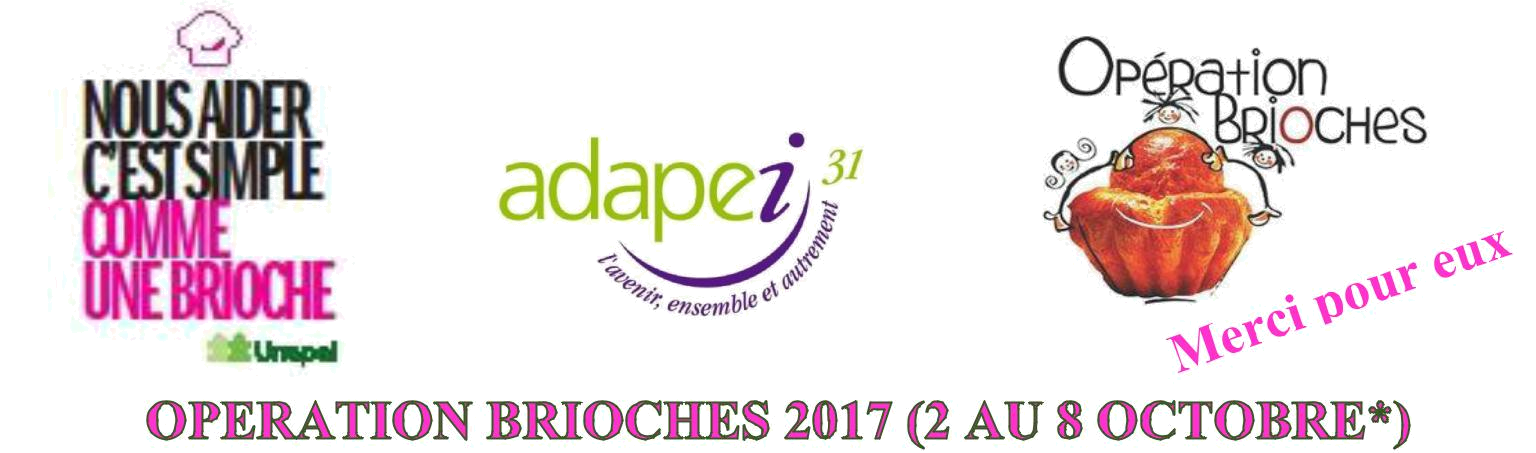 NOUS AIDER
C'EST SIMPLE
COMME
UNE BRIOCHE
Unapei
adapei 31
l'avenir, ensemble et autrement
Opération
Brioches
Merci pour eux
OPERATION BRIOCHES 2017 (2 AU 8 OCTOBRE*)